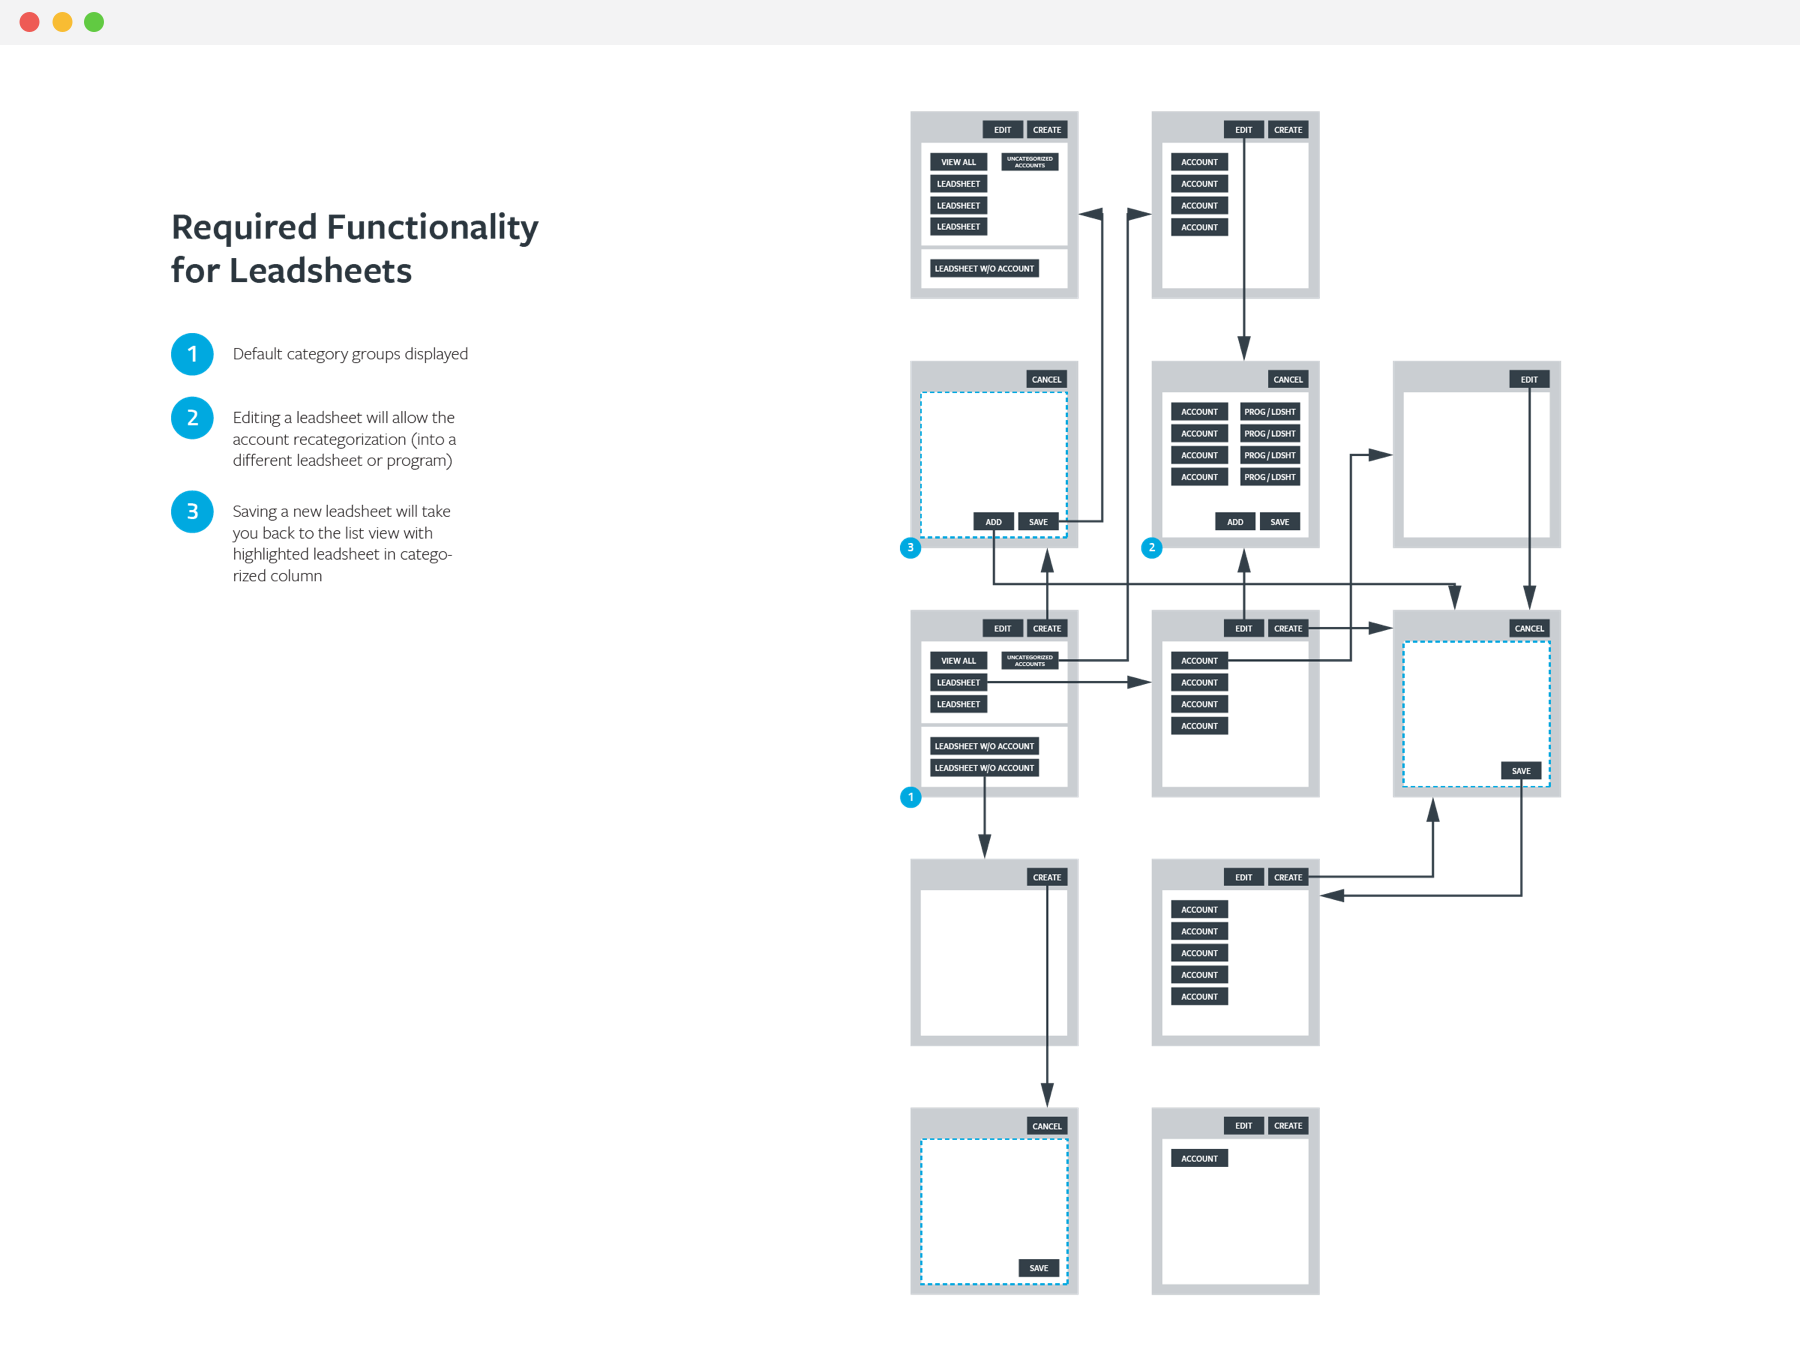 Required Functionality
for Leadsheets
1
Default category groups displayed
2
Editing a leadsheet will allow the
account recategorization (into a
different leadsheet or program)
3
Saving a new leadsheet will take
you back to the list view with
highlighted leadsheet in catego-
rized column
EDIT CREATE
VIEW ALL
UNCATEGORIZED
ACCOUNTS
LEADSHEET
LEADSHEET
LEADSHEET
LEADSHEET W/O ACCOUNT
EDIT CREATE
ACCOUNT
ACCOUNT
ACCOUNT
ACCOUNT
CANCEL
ADD SAVE
3
CANCEL
ACCOUNT PROG / LDSHT
ACCOUNT PROG / LDSHT
ACCOUNT PROG / LDSHT
ACCOUNT PROG / LDSHT
ADD SAVE
2
EDIT
EDIT CREATE
VIEW ALL
UNCATEGORIZED
ACCOUNTS
LEADSHEET
LEADSHEET
LEADSHEET W/O ACCOUNT
LEADSHEET W/O ACCOUNT
1
EDIT CREATE
ACCOUNT
ACCOUNT
ACCOUNT
ACCOUNT
CANCEL
SAVE
CREATE
EDIT CREATE
ACCOUNT
ACCOUNT
ACCOUNT
ACCOUNT
ACCOUNT
CANCEL
SAVE
EDIT CREATE
ACCOUNT